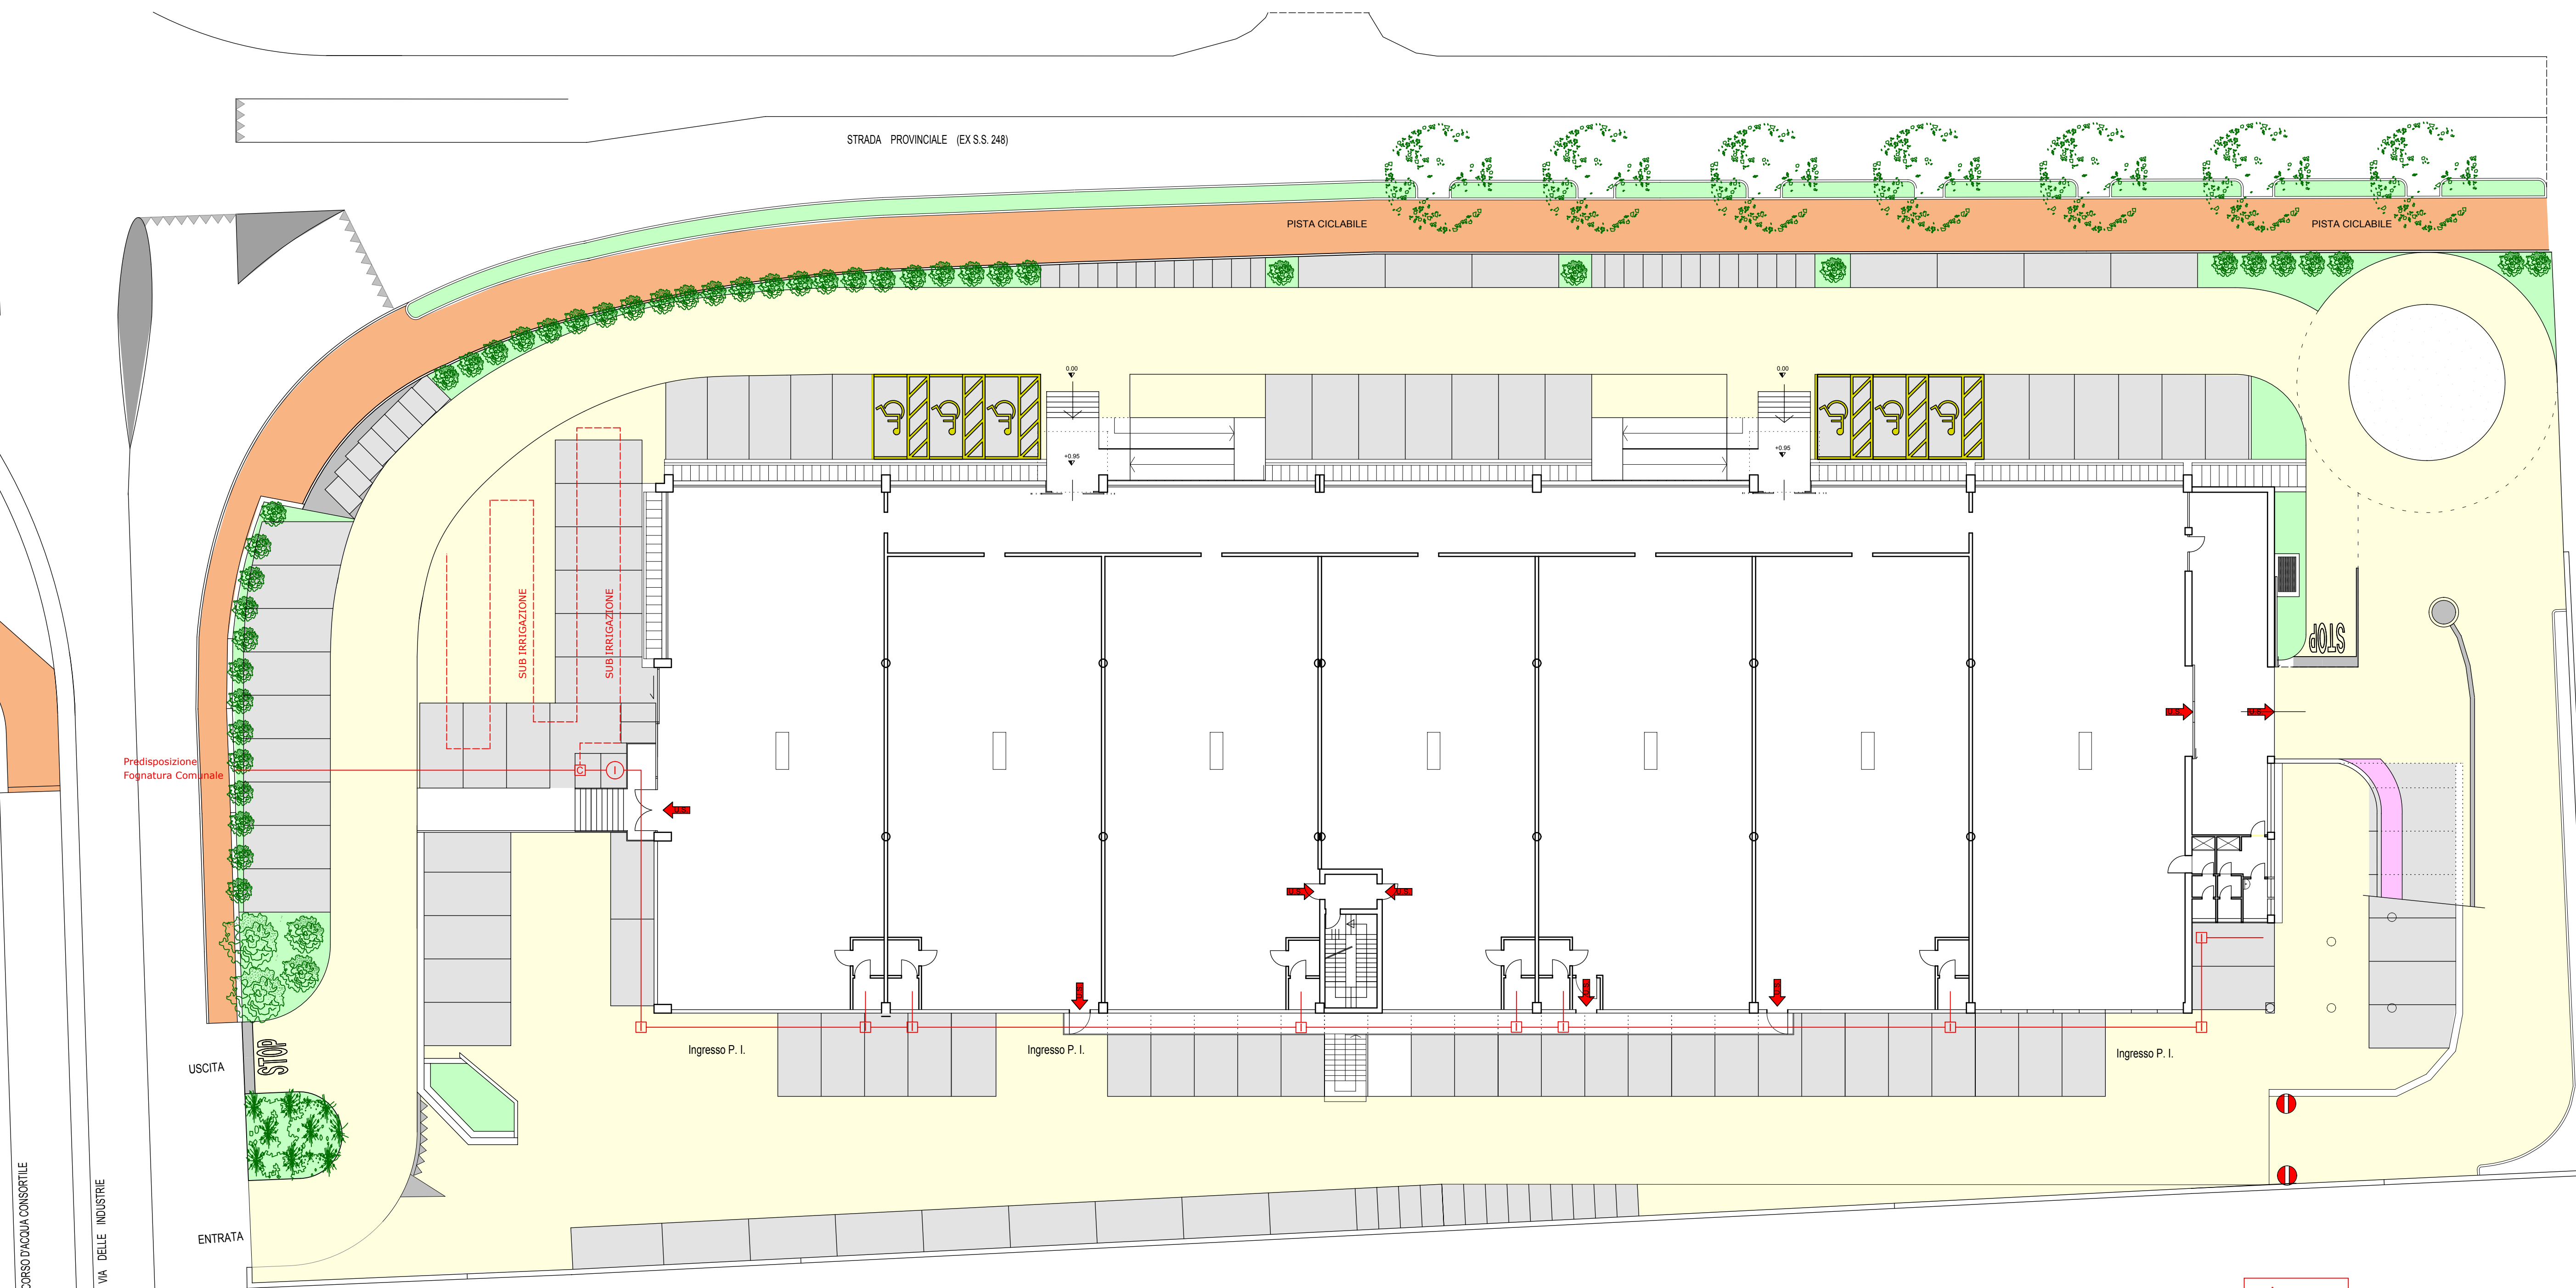 STRADA PROVINCIALE (EX S.S. 248)
PISTA CICLABILE
PISTA CICLABILE
0.00
0.00
+0.95
+0.95
SUB IRRIGAZIONE
SUB IRRIGAZIONE
STOP
Predisposizione
Fognatura Comunale
C
I
U.S.
U.S.
U.S.
U.S.
U.S.
U.S.
U.S.
U.S.
I
I
I
I
I
I
I
I
I
Ingresso P. I.
Ingresso P. I.
Ingresso P. I.
USCITA
STOP
ENTRATA
CORSO D'ACQUA CONSORTILE
VIA DELLE INDUSTRIE